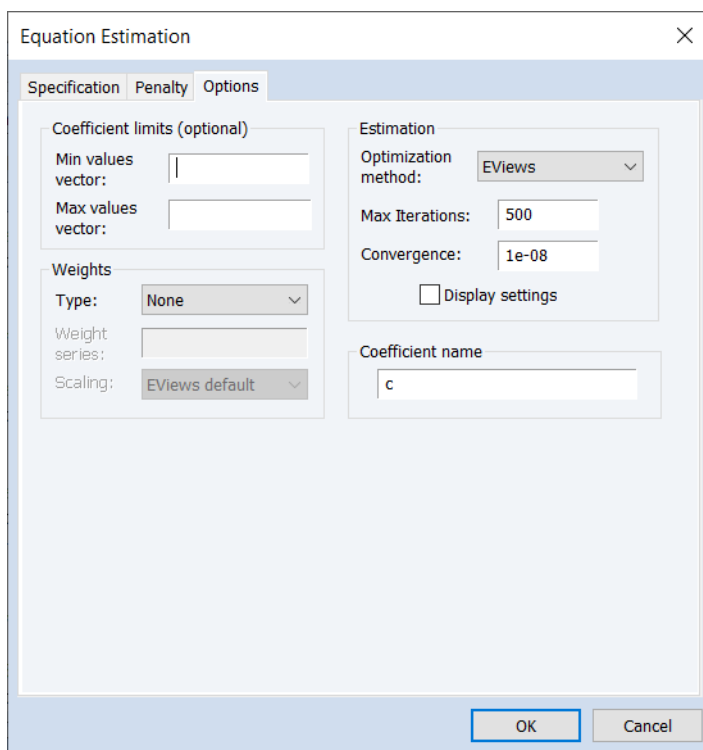 Equation Estimation
Specification
Penalty
Options
Coefficient limits (optional)
Min values
vector:
Max values
vector:
Weights
Type:
None
Weight
series:
Scaling:
EViews default
Estimation
Optimization
method:
EViews
Max Iterations:
500
Convergence:
1e-08
Display settings
Coefficient name
c
OK
Cancel